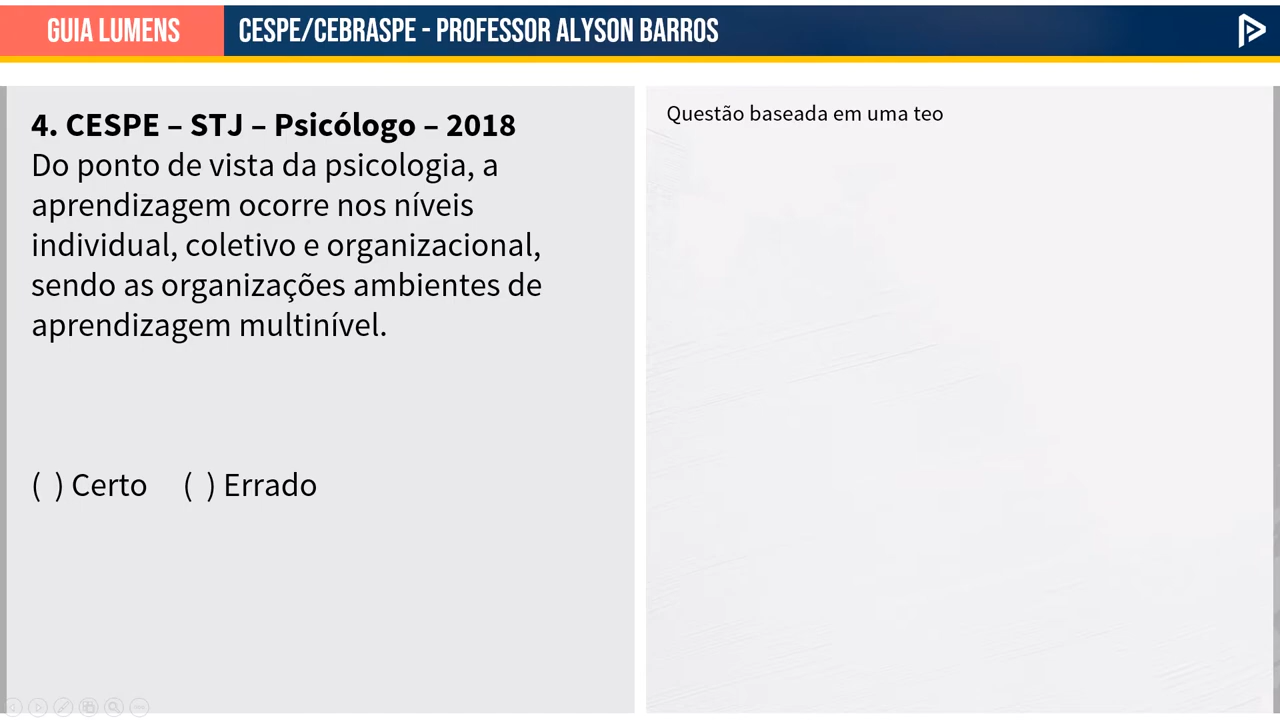 GUIA LUMENS
CESPE/CEBRASPE - PROFESSOR ALYSON BARROS
4. CESPE – STJ – Psicólogo – 2018
Do ponto de vista da psicologia, a
aprendizagem ocorre nos níveis
individual, coletivo e organizacional,
sendo as organizações ambientes de
aprendizagem multinível.
( ) Certo ( ) Errado
Questão baseada em uma teo